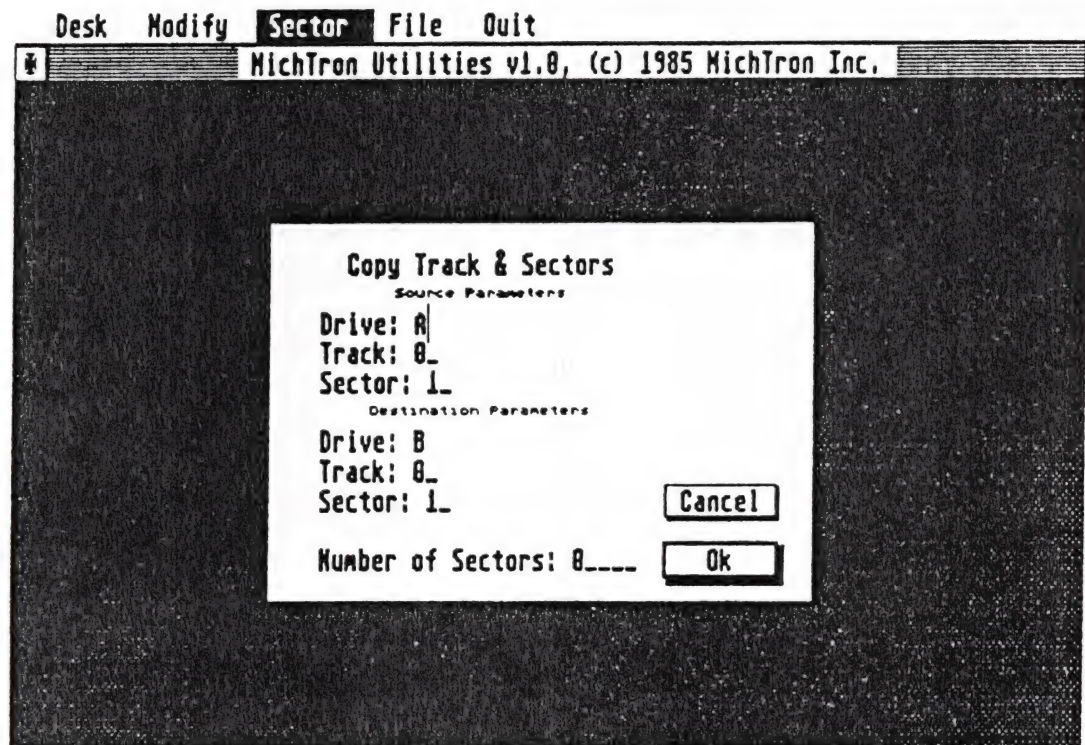 Desk Modify Sector File Quit
MichTron Utilities v1.0, (c) 1985 MichTron Inc.
Copy Track & Sectors
Source Parameters
Drive: A
Track: 0_
Sector: 1_
Destination Parameters
Drive: B
Track: 0_
Sector: 1_
Cancel
Number of Sectors: 0____
Ok